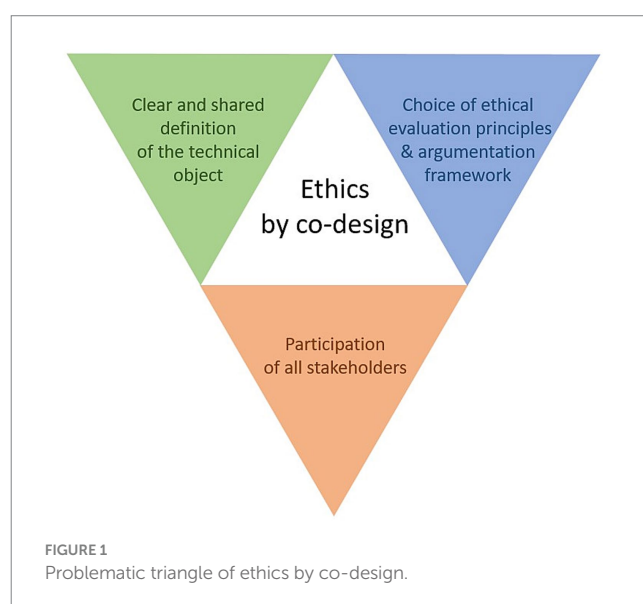 Clear and shared
definition
of the technical
object
Choice of ethical
evaluation principles
& argumentation
framework
Ethics
by co-design
Participation
of all stakeholders
FIGURE 1
Problematic triangle of ethics by co-design.